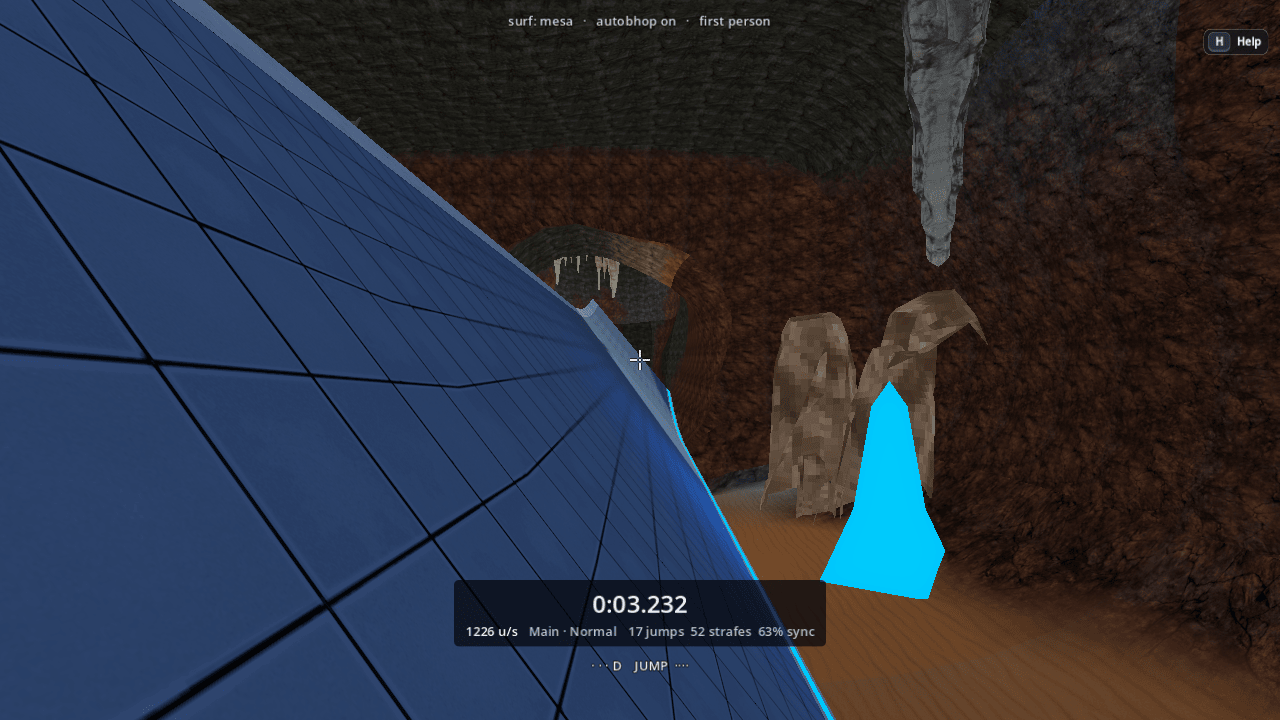 surf: mesa · autobhop on · first person
H Help
0:03.232
1226 u/s Main · Normal 17 jumps 52 strafes 63% sync
· · · D JUMP ····